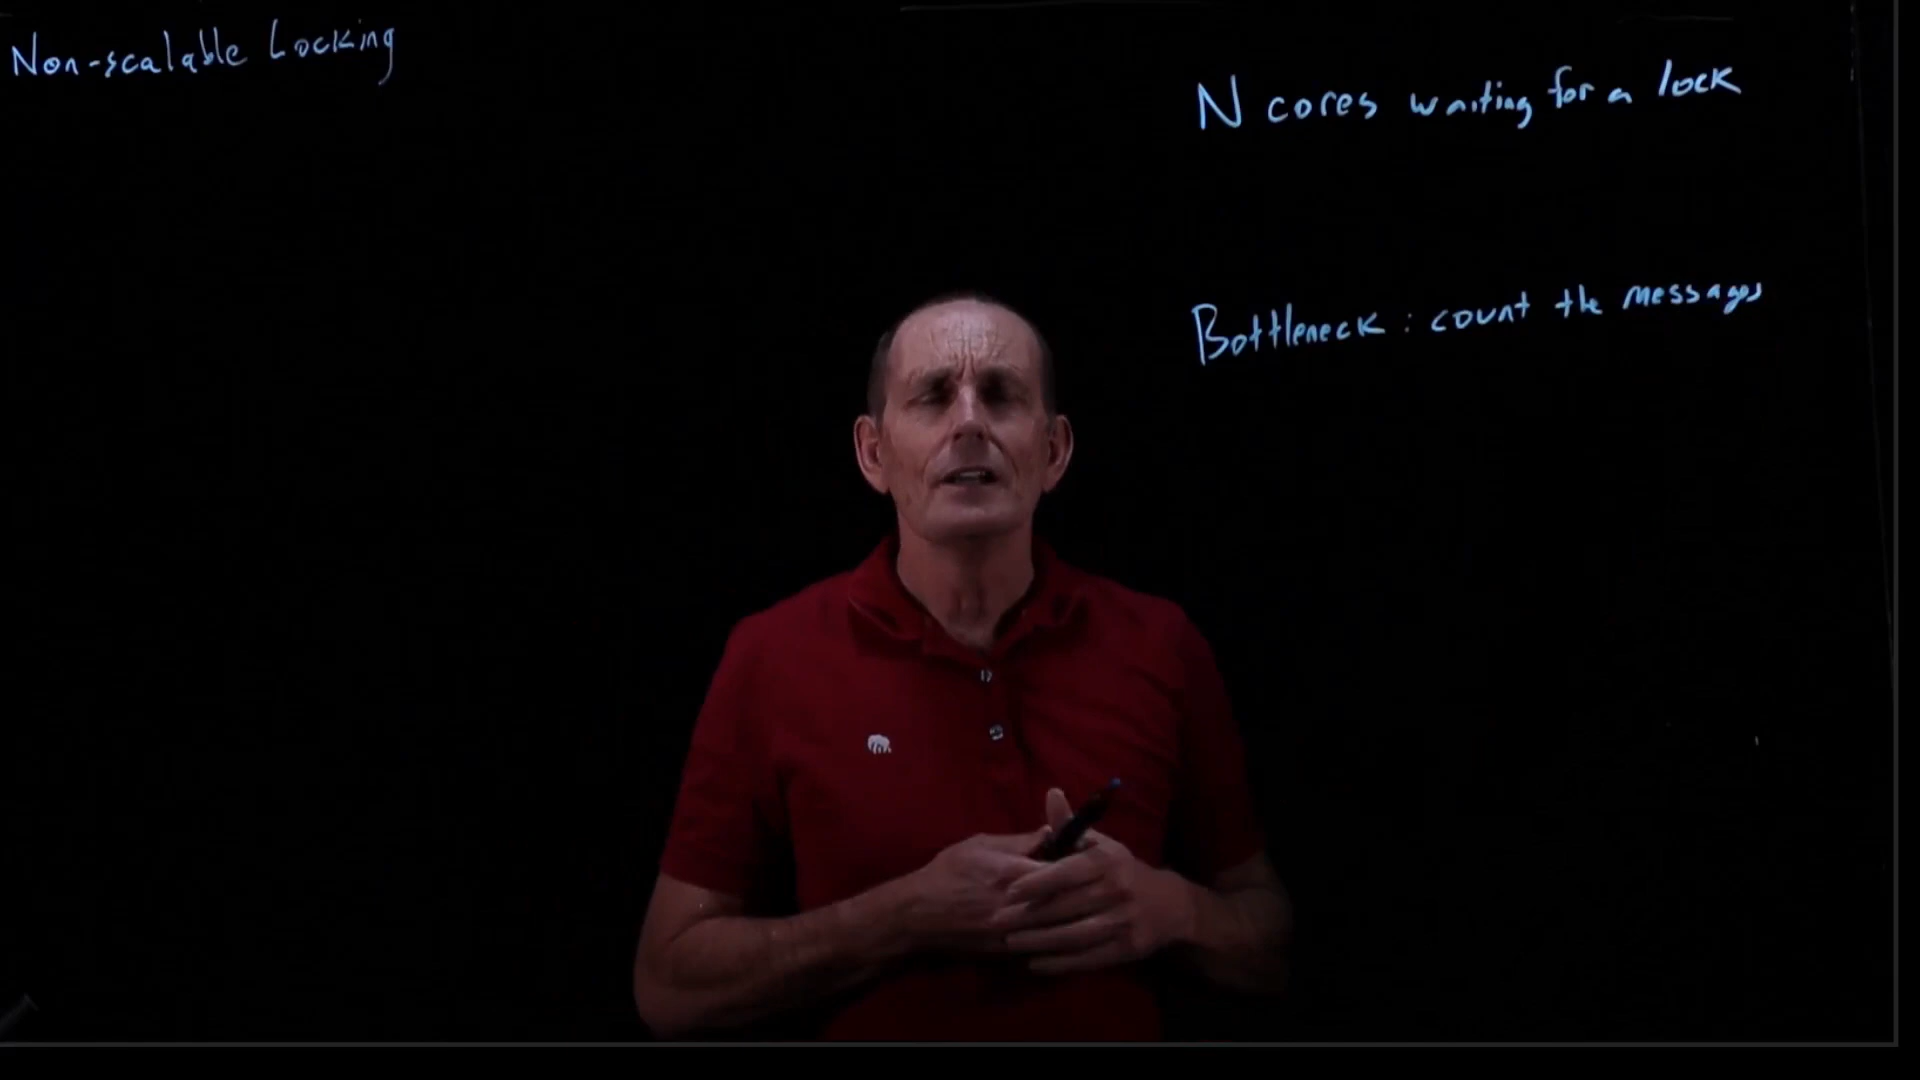 Non-scalable Locking
N cores waiting for a lock
Bottleneck: count the messages